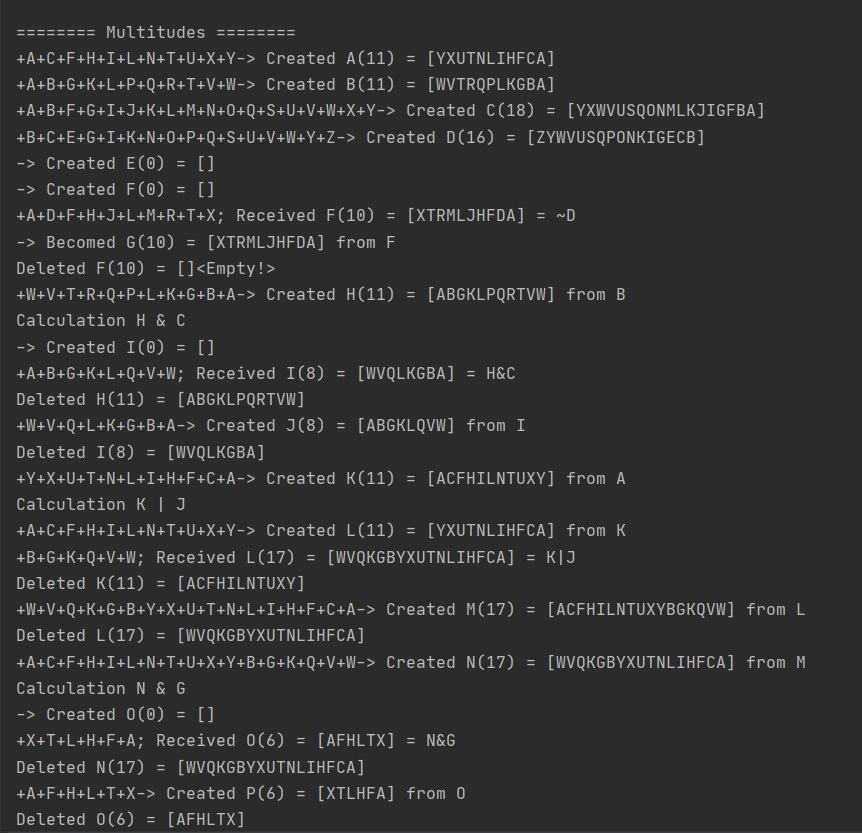 ======== Multitudes ========
+A+C+F+H+I+L+N+T+U+X+Y-> Created A(11) = [YXUTNLIHFCA]
+A+B+G+K+L+P+Q+R+T+V+W-> Created B(11) = [WVTRQPLKGBA]
+A+B+F+G+I+J+K+L+M+N+O+Q+S+U+V+W+X+Y-> Created C(18) = [YXWVUSQONMLKJIGFBA]
+B+C+E+G+I+K+N+O+P+Q+S+U+V+W+Y+Z-> Created D(16) = [ZYWVUSQPONKIGECB]
-> Created E(0) = []
-> Created F(0) = []
+A+D+F+H+J+L+M+R+T+X; Received F(10) = [XTRMLJHFDA] = ~D
-> Becomed G(10) = [XTRMLJHFDA] from F
Deleted F(10) = []<Empty!>
+W+V+T+R+Q+P+L+K+G+B+A-> Created H(11) = [ABGKLPQRTVW] from B
Calculation H & C
-> Created I(0) = []
+A+B+G+K+L+Q+V+W; Received I(8) = [WVQLKGBA] = H&C
Deleted H(11) = [ABGKLPQRTVW]
+W+V+Q+L+K+G+B+A-> Created J(8) = [ABGKLQVW] from I
Deleted I(8) = [WVQLKGBA]
+Y+X+U+T+N+L+I+H+F+C+A-> Created K(11) = [ACFHILNTUXY] from A
Calculation K | J
+A+C+F+H+I+L+N+T+U+X+Y-> Created L(11) = [YXUTNLIHFCA] from K
+B+G+K+Q+V+W; Received L(17) = [WVQKGBYXUTNLIHFCA] = K|J
Deleted K(11) = [ACFHILNTUXY]
+W+V+Q+K+G+B+Y+X+U+T+N+L+I+H+F+C+A-> Created M(17) = [ACFHILNTUXYBGKQVW] from L
Deleted L(17) = [WVQKGBYXUTNLIHFCA]
+A+C+F+H+I+L+N+T+U+X+Y+B+G+K+Q+V+W-> Created N(17) = [WVQKGBYXUTNLIHFCA] from M
Calculation N & G
-> Created O(0) = []
+X+T+L+H+F+A; Received O(6) = [AFHLTX] = N&G
Deleted N(17) = [WVQKGBYXUTNLIHFCA]
+A+F+H+L+T+X-> Created P(6) = [XTLHFA] from O
Deleted O(6) = [AFHLTX]